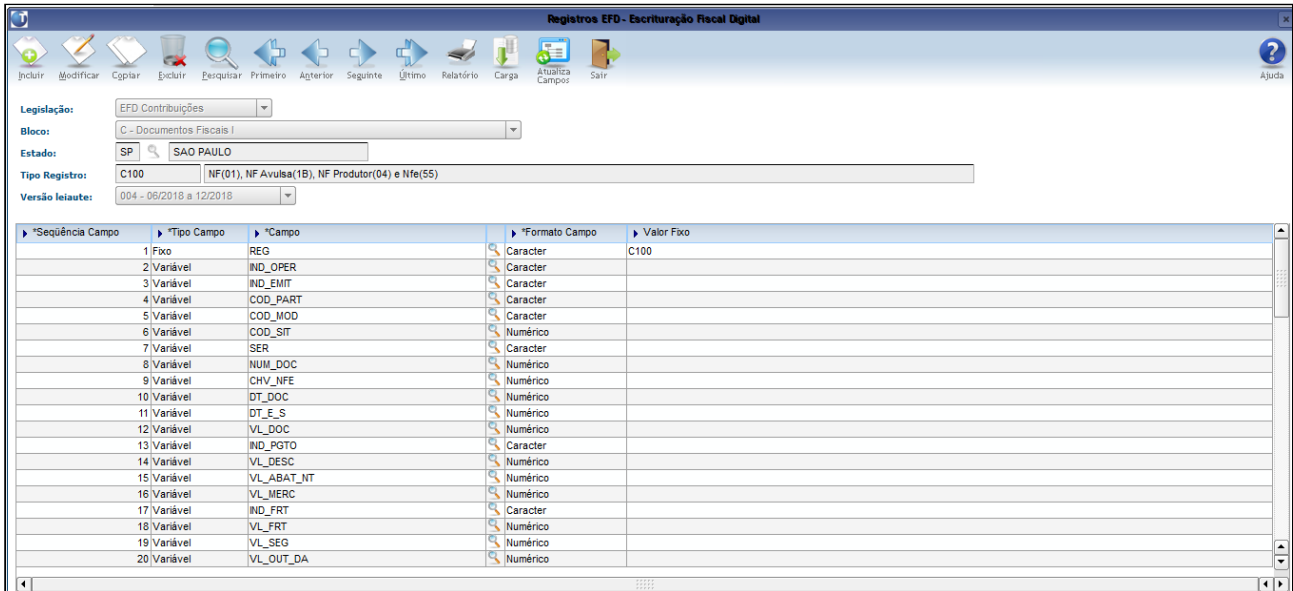 Registros EFD - Escrituração Fiscal Digital
Incluir Modificar Copiar Excluir Pesquisar Primeiro Anterior Seguinte Último Relatório Carga Atualiza Campos Sair Ajuda
Legislação: EFD Contribuições
Bloco: C - Documentos Fiscais I
Estado: SP SAO PAULO
Tipo Registro: C100 NF(01), NF Avulsa(1B), NF Produtor(04) e Nfe(55)
Versão leiaute: 004 - 06/2018 a 12/2018
*Seqüência Campo *Tipo Campo *Campo *Formato Campo Valor Fixo
1 Fixo REG Caracter C100
2 Variável IND_OPER Caracter
3 Variável IND_EMIT Caracter
4 Variável COD_PART Caracter
5 Variável COD_MOD Caracter
6 Variável COD_SIT Numérico
7 Variável SER Caracter
8 Variável NUM_DOC Numérico
9 Variável CHV_NFE Numérico
10 Variável DT_DOC Numérico
11 Variável DT_E_S Numérico
12 Variável VL_DOC Numérico
13 Variável IND_PGTO Caracter
14 Variável VL_DESC Numérico
15 Variável VL_ABAT_NT Numérico
16 Variável VL_MERC Numérico
17 Variável IND_FRT Caracter
18 Variável VL_FRT Numérico
19 Variável VL_SEG Numérico
20 Variável VL_OUT_DA Numérico